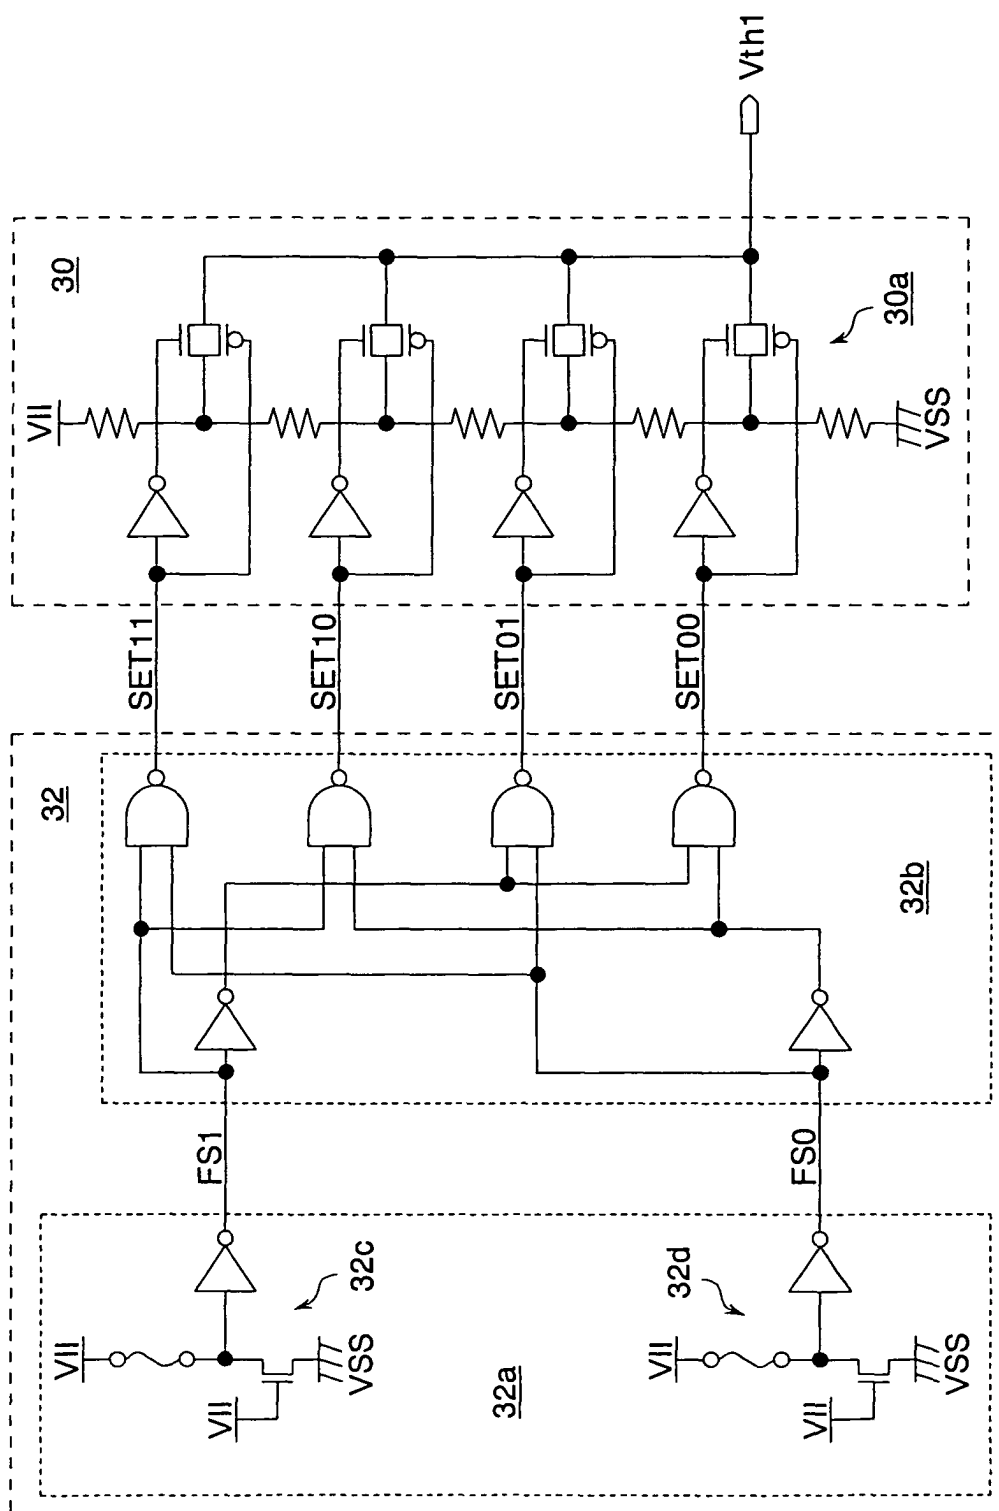 VII
VII
VSS
32c
32a
VII
32d
VII
VSS
FS1
FS0
32
32b
SET11
SET10
SET01
SET00
30
VII
30a
VSS
Vth1